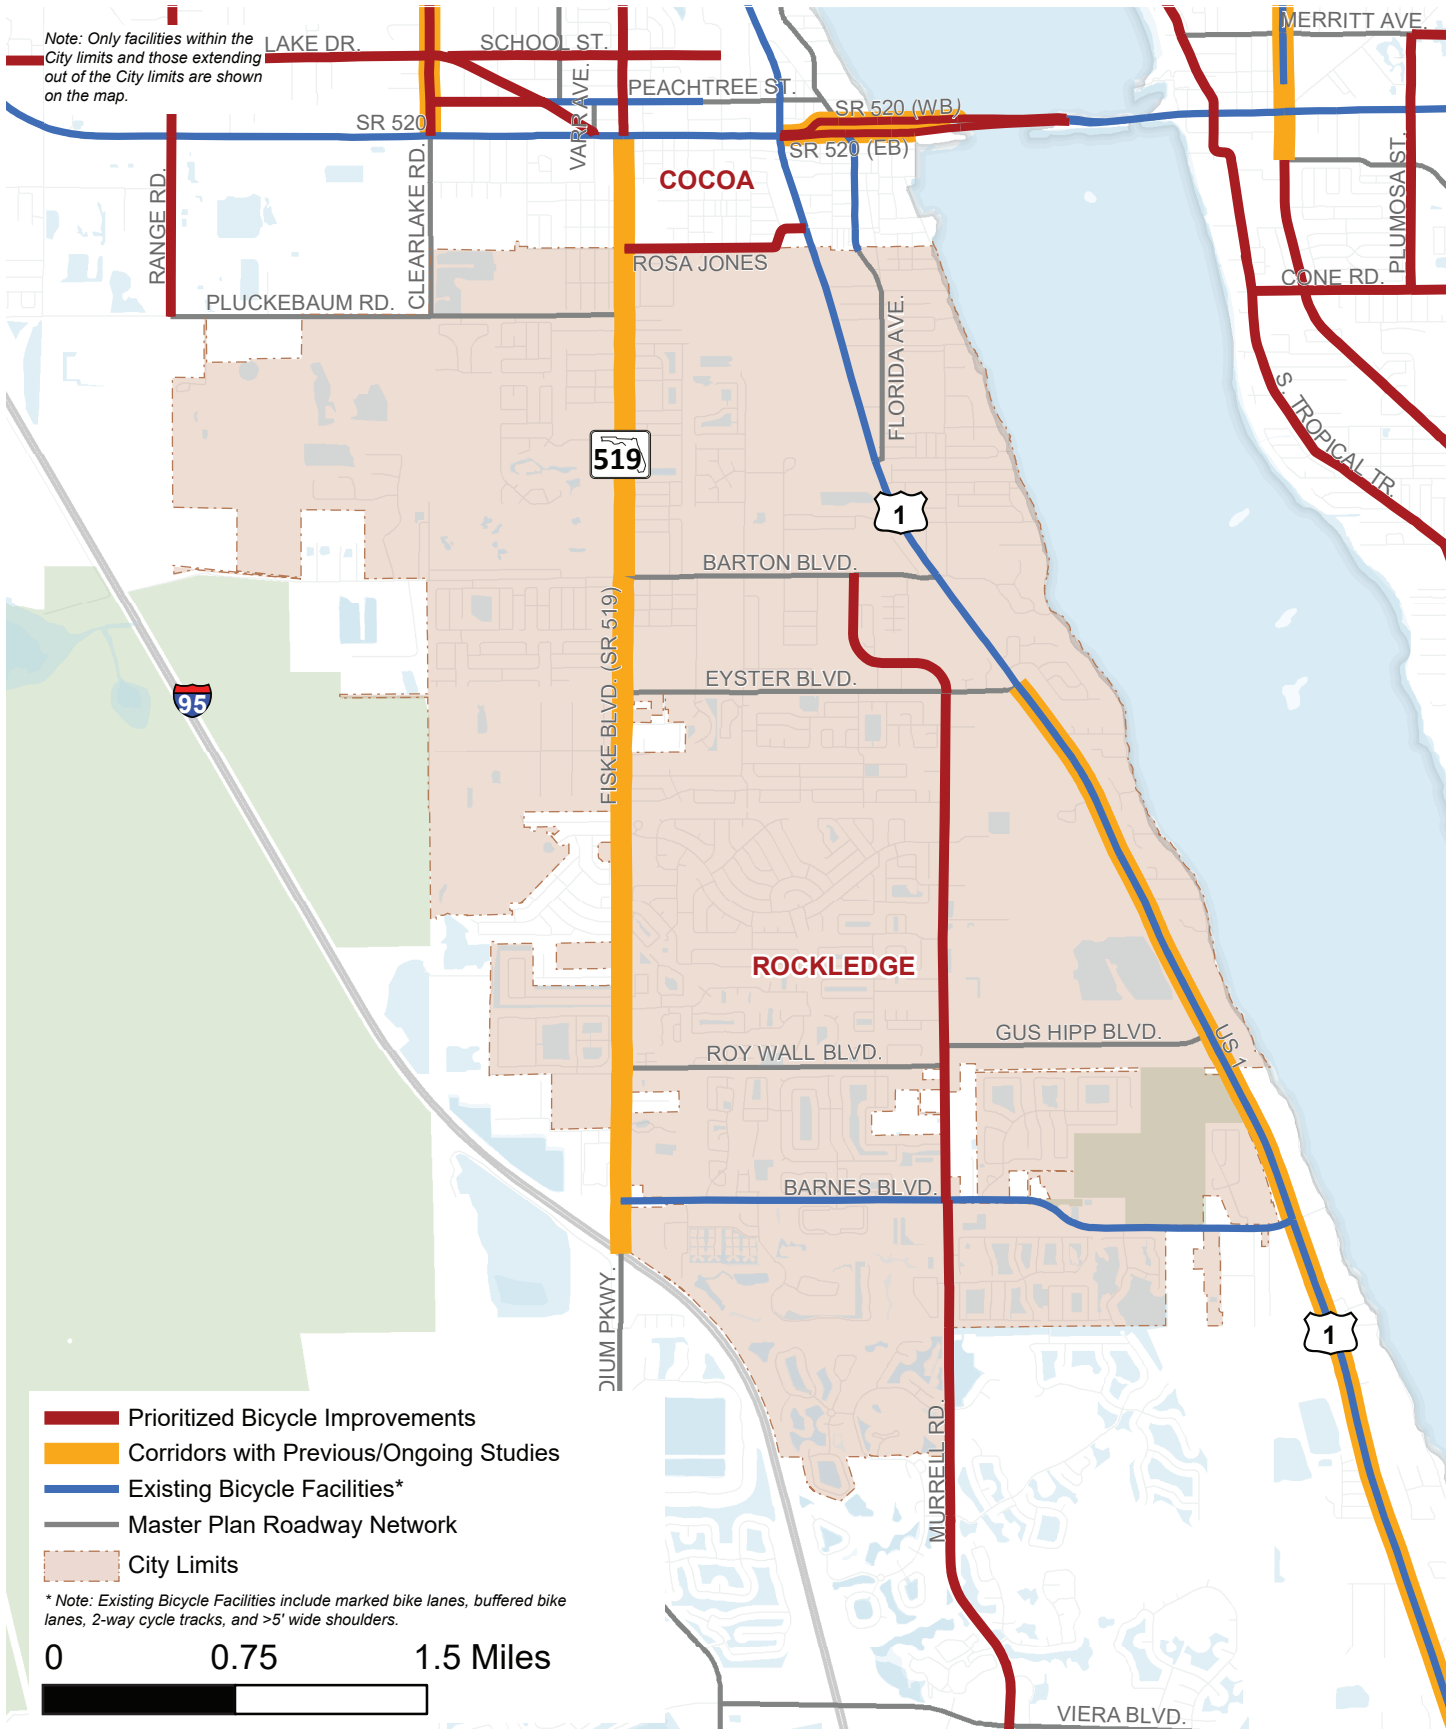 Note: Only facilities within the
City limits and those extending
out of the City limits are shown
on the map.
LAKE DR.
SCHOOL ST.
MERRITT AVE.
PEACHTREE ST.
VARR AVE.
SR 520 (WB)
SR 520
SR 520 (EB)
COCOA
RANGE RD.
CLEARLAKE RD.
PLUMOSA ST.
ROSA JONES
CONE RD.
PLUCKEBAUM RD.
FLORIDA AVE.
S. TROPICAL TR.
519
1
BARTON BLVD.
FISKE BLVD. (SR 519)
EYSTER BLVD.
95
ROCKLEDGE
GUS HIPP BLVD.
US 1
ROY WALL BLVD.
BARNES BLVD.
DIUM PKWY.
1
MURRELL RD.
Prioritized Bicycle Improvements
Corridors with Previous/Ongoing Studies
Existing Bicycle Facilities*
Master Plan Roadway Network
City Limits
* Note: Existing Bicycle Facilities include marked bike lanes, buffered bike
lanes, 2-way cycle tracks, and >5' wide shoulders.
0 0.75 1.5 Miles
VIERA BLVD.